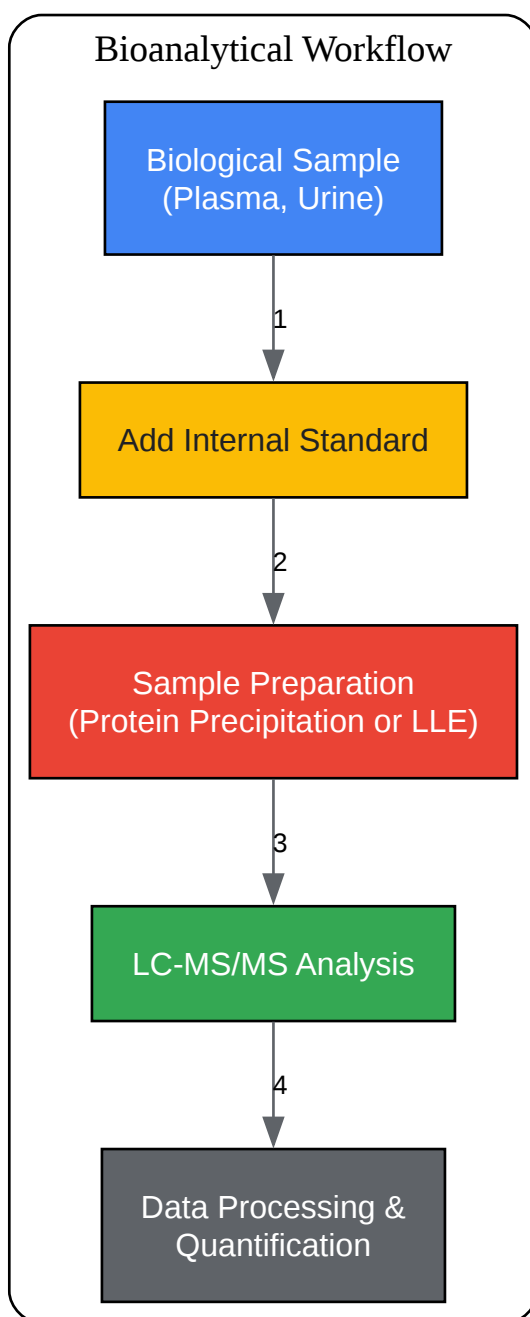 Bioanalytical Workflow
Biological Sample
(Plasma, Urine)
1
Add Internal Standard
2
Sample Preparation
(Protein Precipitation or LLE)
3
LC-MS/MS Analysis
4
Data Processing &
Quantification